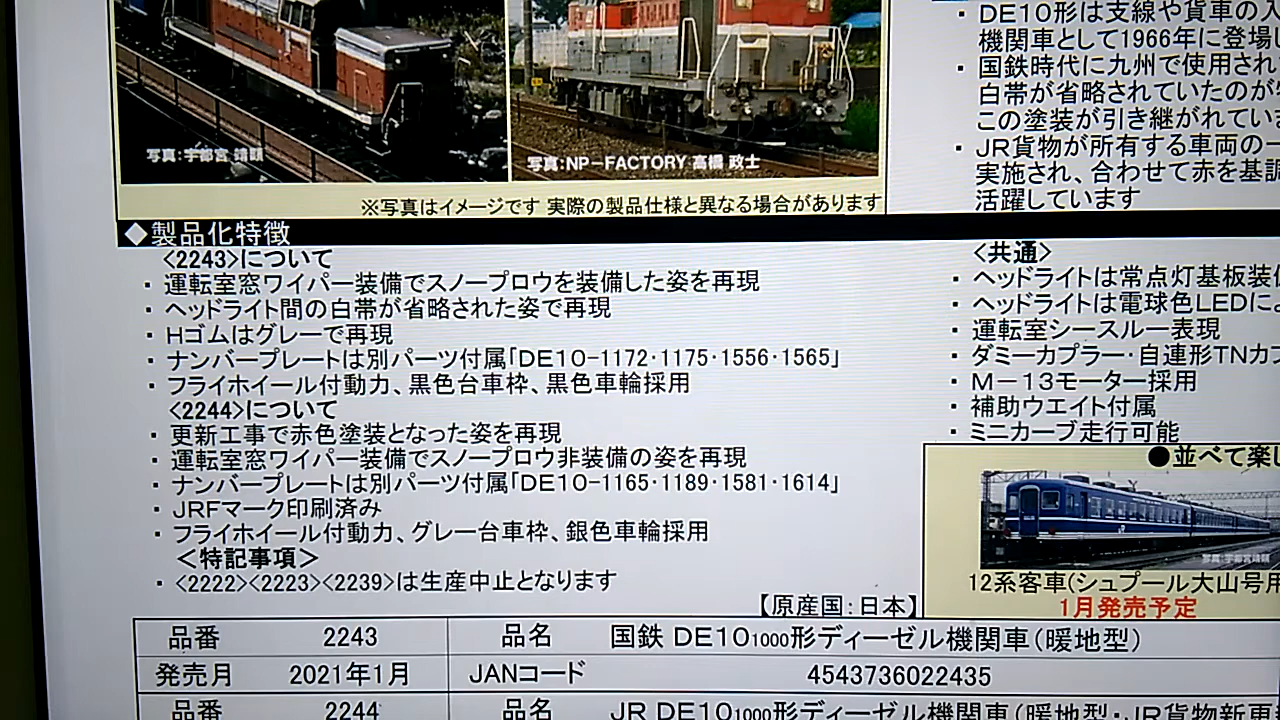 写真:宇都宮 靖顕
写真:NP-FACTORY 高橋 政士
※写真はイメージです 実際の製品仕様と異なる場合があります
・DE10形は支線や貨車の入
機関車として1966年に登場し
・国鉄時代に九州で使用され
白帯が省略されていたのが
この塗装が引き継がれてい
・JR貨物が所有する車両の一
実施され、合わせて赤を基調
活躍しています
◆製品化特徴
<2243>について
・運転室窓ワイパー装備でスノープロウを装備した姿を再現
・ヘッドライト間の白帯が省略された姿で再現
・Hゴムはグレーで再現
・ナンバープレートは別パーツ付属「DE10-1172・1175・1556・1565」
・フライホイール付動力、黒色台車枠、黒色車輪採用
<2244>について
・更新工事で赤色塗装となった姿を再現
・運転室窓ワイパー装備でスノープロウ非装備の姿を再現
・ナンバープレートは別パーツ付属「DE10-1165・1189・1581・1614」
・JRFマーク印刷済み
・フライホイール付動力、グレー台車枠、銀色車輪採用
<特記事項>
・<2222><2223><2239>は生産中止となります
<共通>
・ヘッドライトは常点灯基板装備
・ヘッドライトは電球色LEDによ
・運転室シースルー表現
・ダミーカプラー・自連形TNカプ
・M-13モーター採用
・補助ウエイト付属
・ミニカーブ走行可能
●並べて楽し
写真:宇都宮靖顕
12系客車(シュプール大山号用
1月発売予定
【原産国:日本】
品番 2243 品名 国鉄 DE10 1000形ディーゼル機関車(暖地型)
発売月 2021年1月 JANコード 4543736022435
品番 2244 品名 JR DE10 1000形ディーゼル機関車(暖地型・JR貨物新更